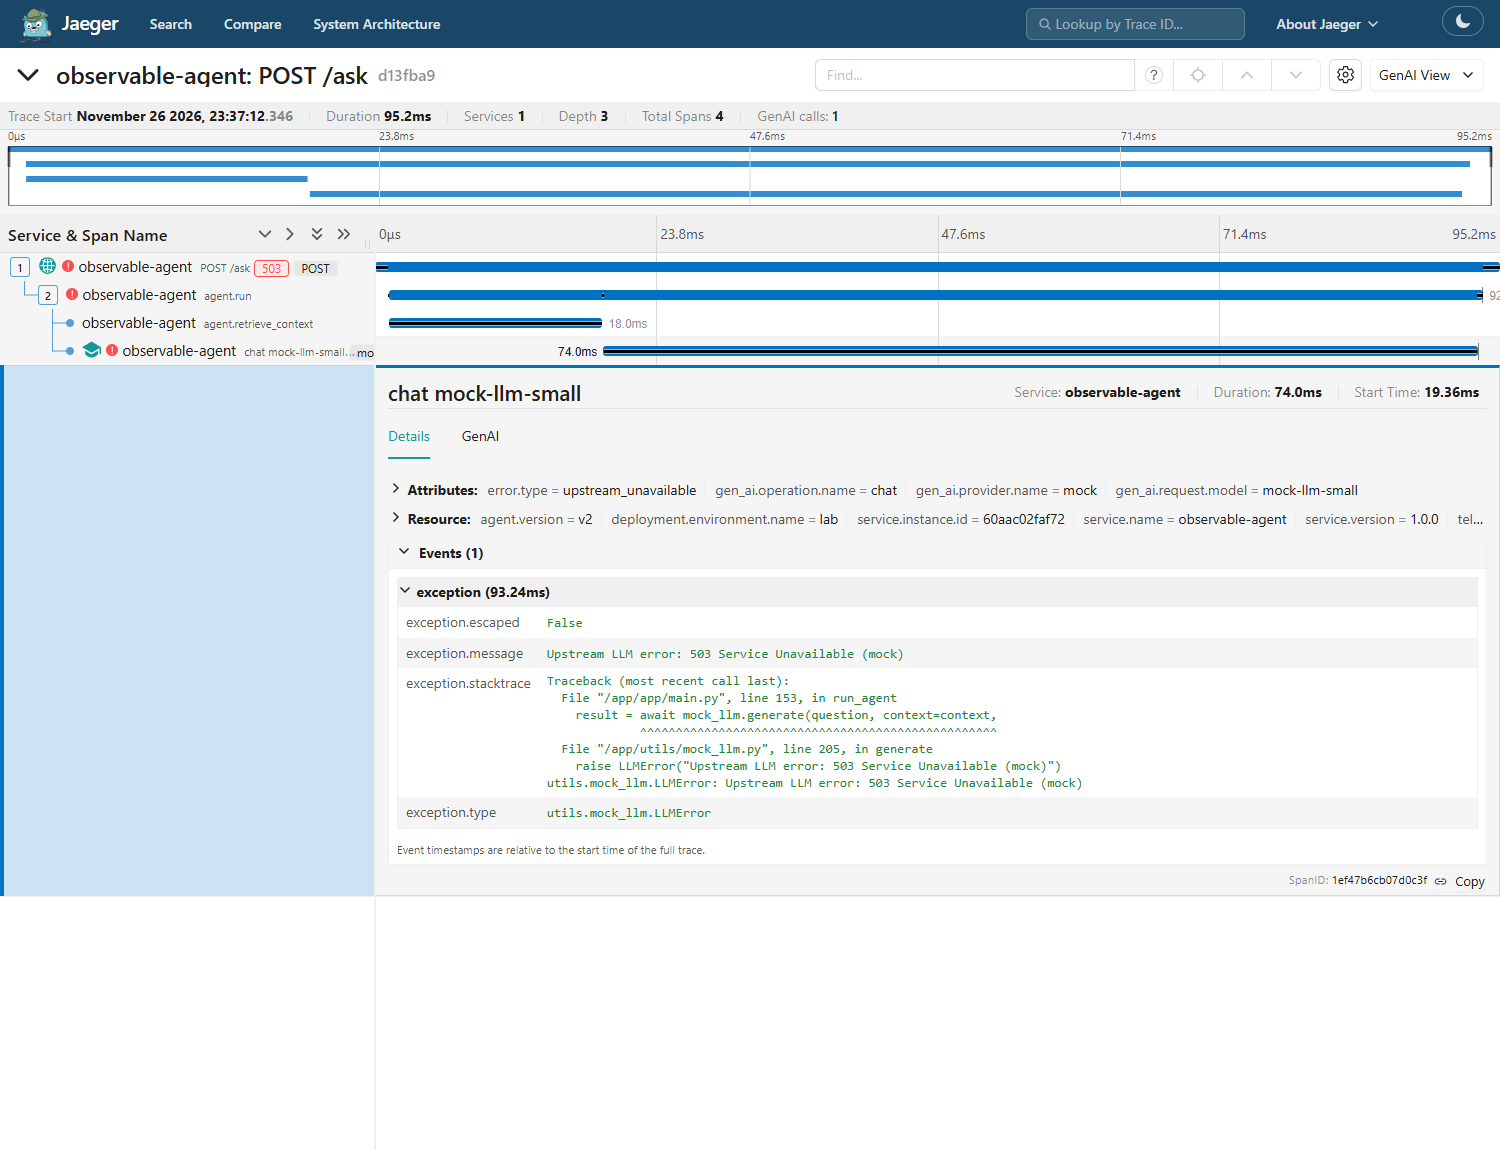 Jaeger Search Compare System Architecture Lookup by Trace ID... About Jaeger
observable-agent: POST /ask d13fba9 Find... ? GenAI View
Trace Start November 26 2026, 23:37:12.346 Duration 95.2ms Services 1 Depth 3 Total Spans 4 GenAI calls: 1
0μs 23.8ms 47.6ms 71.4ms 95.2ms
Service & Span Name 0μs 23.8ms 47.6ms 71.4ms 95.2ms
1 observable-agent POST /ask 503 POST
2 observable-agent agent.run 92
observable-agent agent.retrieve_context 18.0ms
observable-agent chat mock-llm-small... mo 74.0ms
chat mock-llm-small Service: observable-agent Duration: 74.0ms Start Time: 19.36ms
Details GenAI
Attributes: error.type = upstream_unavailable gen_ai.operation.name = chat gen_ai.provider.name = mock gen_ai.request.model = mock-llm-small
Resource: agent.version = v2 deployment.environment.name = lab service.instance.id = 60aac02faf72 service.name = observable-agent service.version = 1.0.0 tel...
Events (1)
exception (93.24ms)
exception.escaped False
exception.message Upstream LLM error: 503 Service Unavailable (mock)
exception.stacktrace Traceback (most recent call last):
File "/app/app/main.py", line 153, in run_agent
result = await mock_llm.generate(question, context=context,
^^^^^^^^^^^^^^^^^^^^^^^^^^^^^^^^^^^^^^^^^^^^^^^^^^
File "/app/utils/mock_llm.py", line 205, in generate
raise LLMError("Upstream LLM error: 503 Service Unavailable (mock)")
utils.mock_llm.LLMError: Upstream LLM error: 503 Service Unavailable (mock)
exception.type utils.mock_llm.LLMError
Event timestamps are relative to the start time of the full trace.
SpanID: 1ef47b6cb07d0c3f Copy